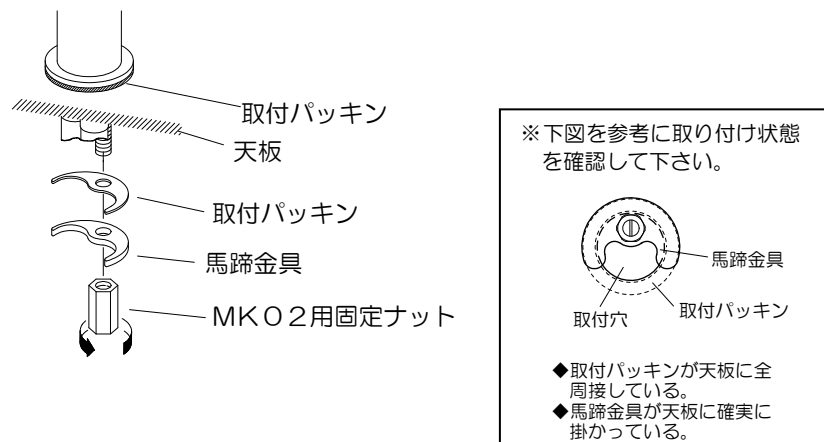 取付パッキン
天板
取付パッキン
馬蹄金具
ＭＫ０２用固定ナット
※下図を参考に取り付け状態
を確認して下さい。
馬蹄金具
取付穴
取付パッキン
◆取付パッキンが天板に全
周接している。
◆馬蹄金具が天板に確実に
掛かっている。